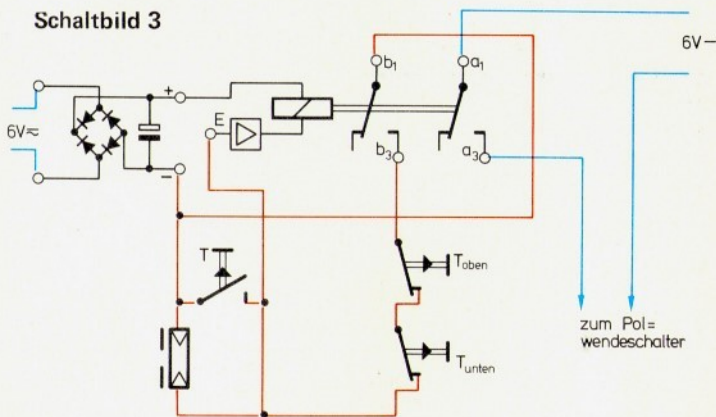 Schaltbild 3
b1
a1
6V—
+
E
6V≂
b3
a3
−
T
Toben
Tunten
zum Pol=
wendeschalter